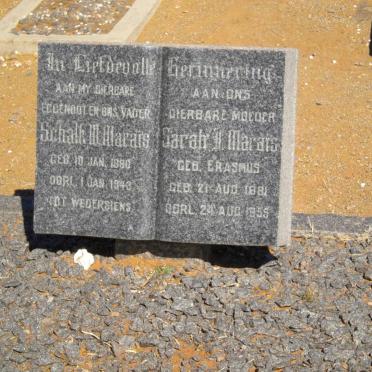 In Liefdevolle
AAN MY DIERBARE
EGGENOOT EN ONS VADER
Schalk W. Marais
GEB. 10 JAN. 1880
OORL. 1 JAN 1943
TOT WEDERSIENS
Herinnering
AAN ONS
DIERBARE MOEDER
Sarah J. Marais
GEB. ERASMUS
GEB. 21 AUG 1881
OORL. 24 AUG 1955